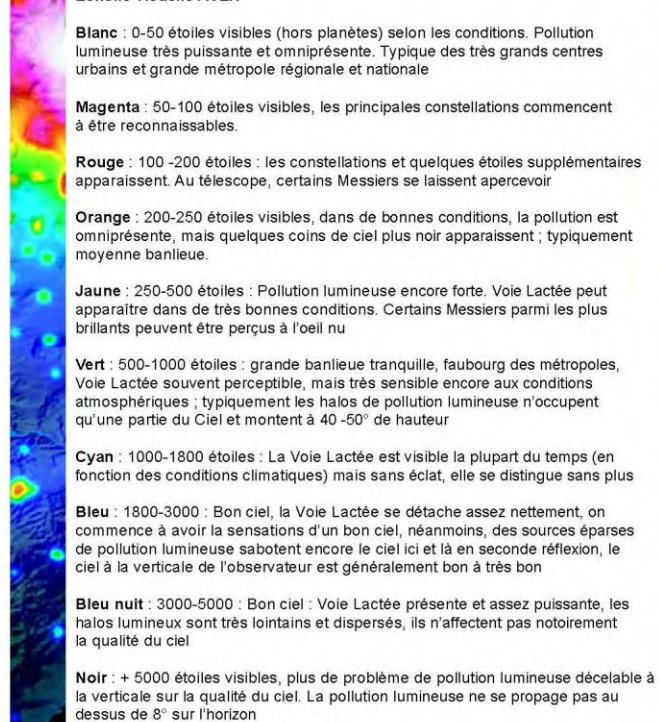 Blanc : 0-50 étoiles visibles (hors planètes) selon les conditions. Pollution
lumineuse très puissante et omniprésente. Typique des très grands centres
urbains et grande métropole régionale et nationale
Magenta : 50-100 étoiles visibles, les principales constellations commencent
à être reconnaissables.
Rouge : 100 -200 étoiles : les constellations et quelques étoiles supplémentaires
apparaissent. Au télescope, certains Messiers se laissent apercevoir
Orange : 200-250 étoiles visibles, dans de bonnes conditions, la pollution est
omniprésente, mais quelques coins de ciel plus noir apparaissent ; typiquement
moyenne banlieue.
Jaune : 250-500 étoiles : Pollution lumineuse encore forte. Voie Lactée peut
apparaître dans de très bonnes conditions. Certains Messiers parmi les plus
brillants peuvent être perçus à l'oeil nu
Vert : 500-1000 étoiles : grande banlieue tranquille, faubourg des métropoles,
Voie Lactée souvent perceptible, mais très sensible encore aux conditions
atmosphériques ; typiquement les halos de pollution lumineuse n'occupent
qu'une partie du Ciel et montent à 40 -50° de hauteur
Cyan : 1000-1800 étoiles : La Voie Lactée est visible la plupart du temps (en
fonction des conditions climatiques) mais sans éclat, elle se distingue sans plus
Bleu : 1800-3000 : Bon ciel, la Voie Lactée se détache assez nettement, on
commence à avoir la sensations d'un bon ciel, néanmoins, des sources éparses
de pollution lumineuse sabotent encore le ciel ici et là en seconde réflexion, le
ciel à la verticale de l'observateur est généralement bon à très bon
Bleu nuit : 3000-5000 : Bon ciel : Voie Lactée présente et assez puissante, les
halos lumineux sont très lointains et dispersés, ils n'affectent pas notoirement
la qualité du ciel
Noir : + 5000 étoiles visibles, plus de problème de pollution lumineuse décelable à
la verticale sur la qualité du ciel. La pollution lumineuse ne se propage pas au
dessus de 8° sur l'horizon